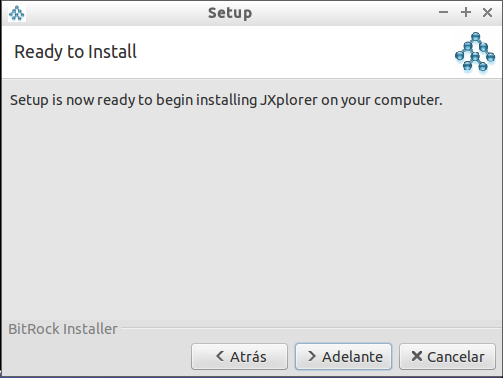 Setup
Ready to Install
Setup is now ready to begin installing JXplorer on your computer.
BitRock Installer
Atrás
Adelante
Cancelar